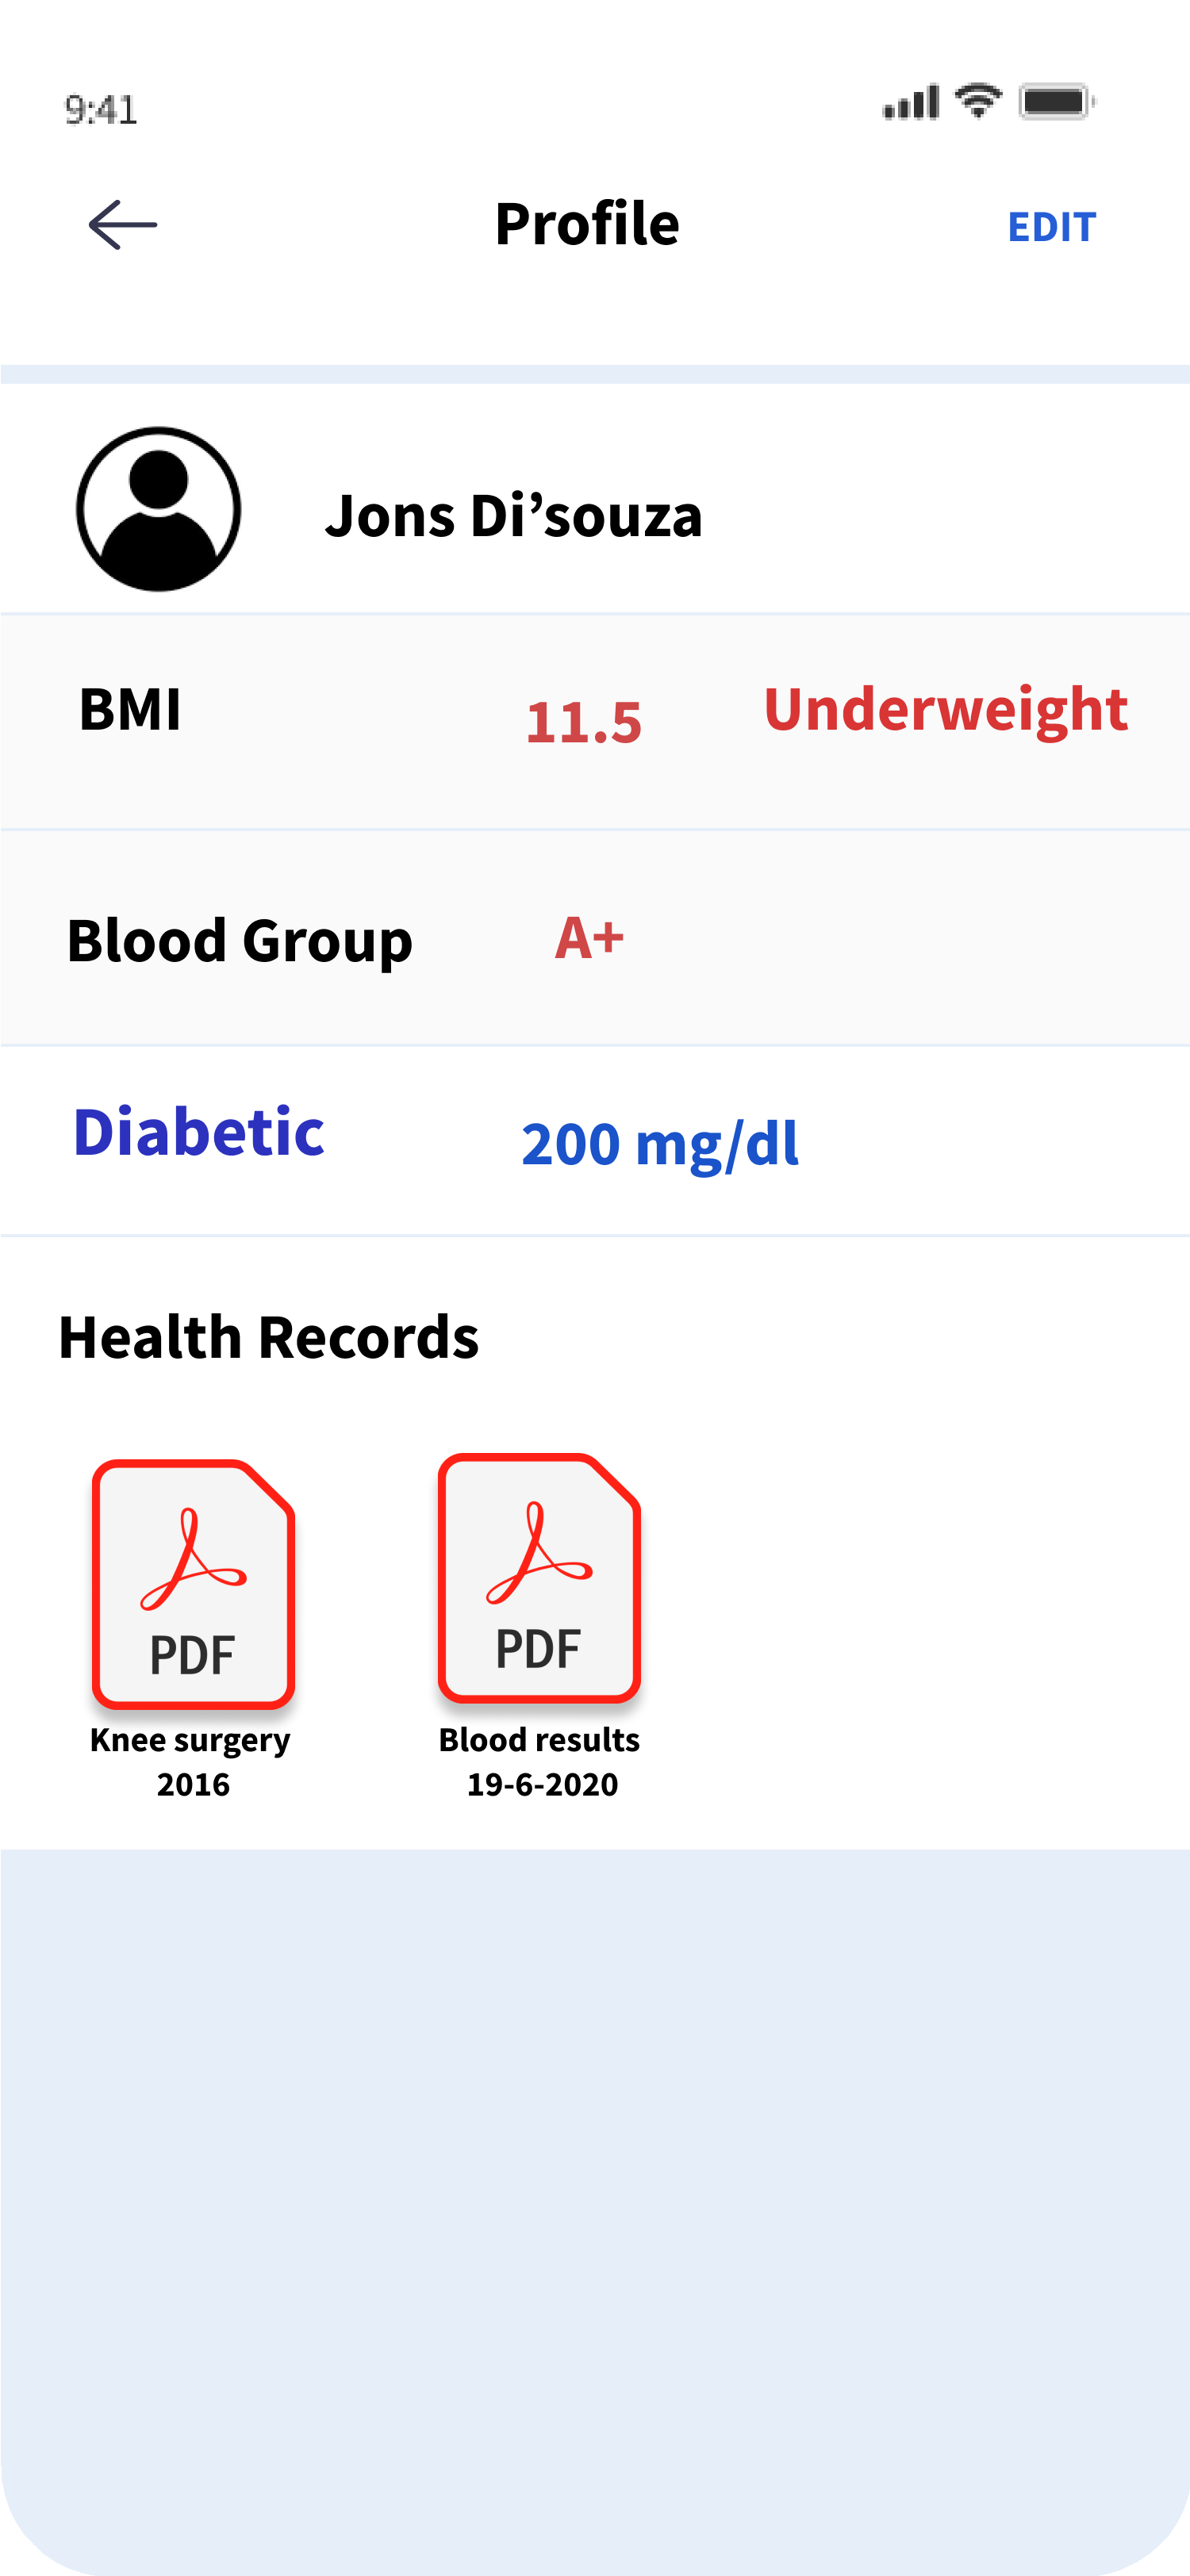 9:41
Profile
EDIT
Jons Di’souza
BMI
11.5
Underweight
Blood Group
A+
Diabetic
200 mg/dl
Health Records
PDF
PDF
Knee surgery
2016
Blood results
19-6-2020